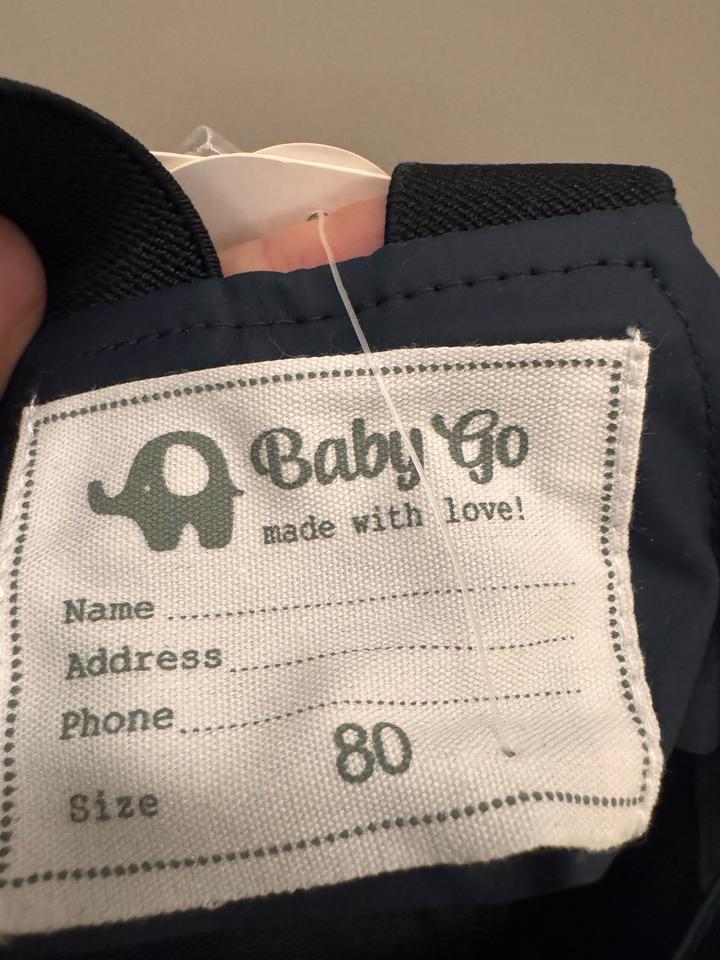 Baby Go
made with love!
Name
Address
Phone
80
Size